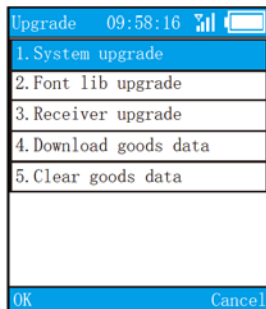 Upgrade 09:58:16
1.System upgrade
2.Font lib upgrade
3.Receiver upgrade
4.Download goods data
5.Clear goods data
OK Cancel